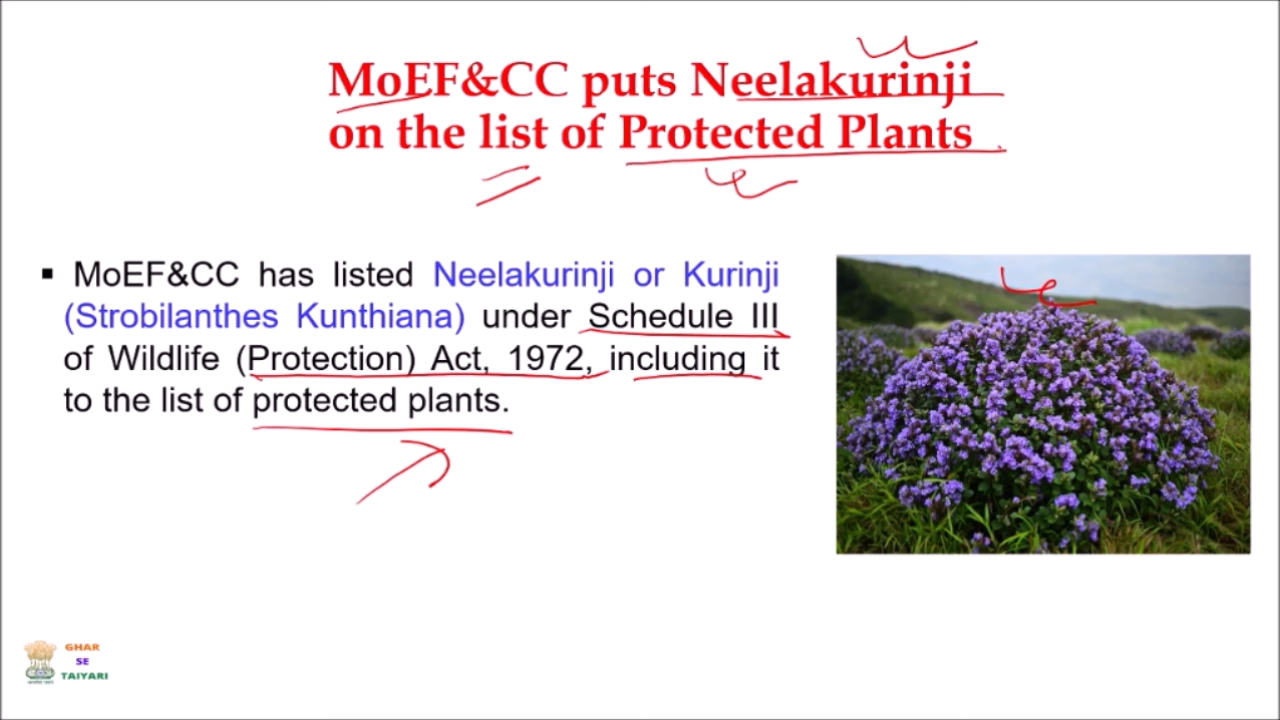 MoEF&CC puts Neelakurinji
on the list of Protected Plants
▪ MoEF&CC has listed Neelakurinji or Kurinji
(Strobilanthes Kunthiana) under Schedule III
of Wildlife (Protection) Act, 1972, including it
to the list of protected plants.
GHAR
SE
TAIYARI